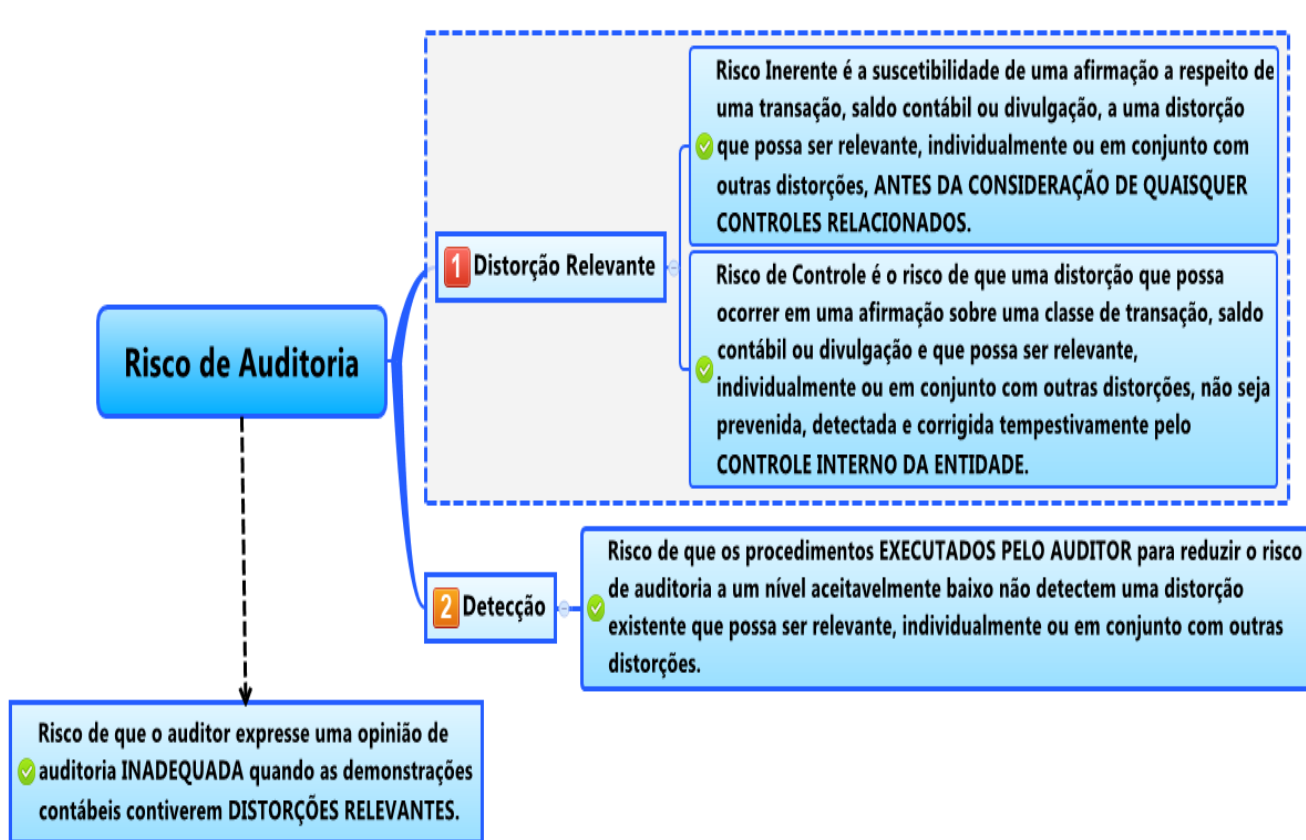 Risco de Auditoria
Risco de que o auditor expresse uma opinião de
auditoria INADEQUADA quando as demonstrações
contábeis contiverem DISTORÇÕES RELEVANTES.
1 Distorção Relevante
Risco Inerente é a suscetibilidade de uma afirmação a respeito de
uma transação, saldo contábil ou divulgação, a uma distorção
que possa ser relevante, individualmente ou em conjunto com
outras distorções, ANTES DA CONSIDERAÇÃO DE QUAISQUER
CONTROLES RELACIONADOS.
Risco de Controle é o risco de que uma distorção que possa
ocorrer em uma afirmação sobre uma classe de transação, saldo
contábil ou divulgação e que possa ser relevante,
individualmente ou em conjunto com outras distorções, não seja
prevenida, detectada e corrigida tempestivamente pelo
CONTROLE INTERNO DA ENTIDADE.
2 Detecção
Risco de que os procedimentos EXECUTADOS PELO AUDITOR para reduzir o risco
de auditoria a um nível aceitavelmente baixo não detectem uma distorção
existente que possa ser relevante, individualmente ou em conjunto com outras
distorções.